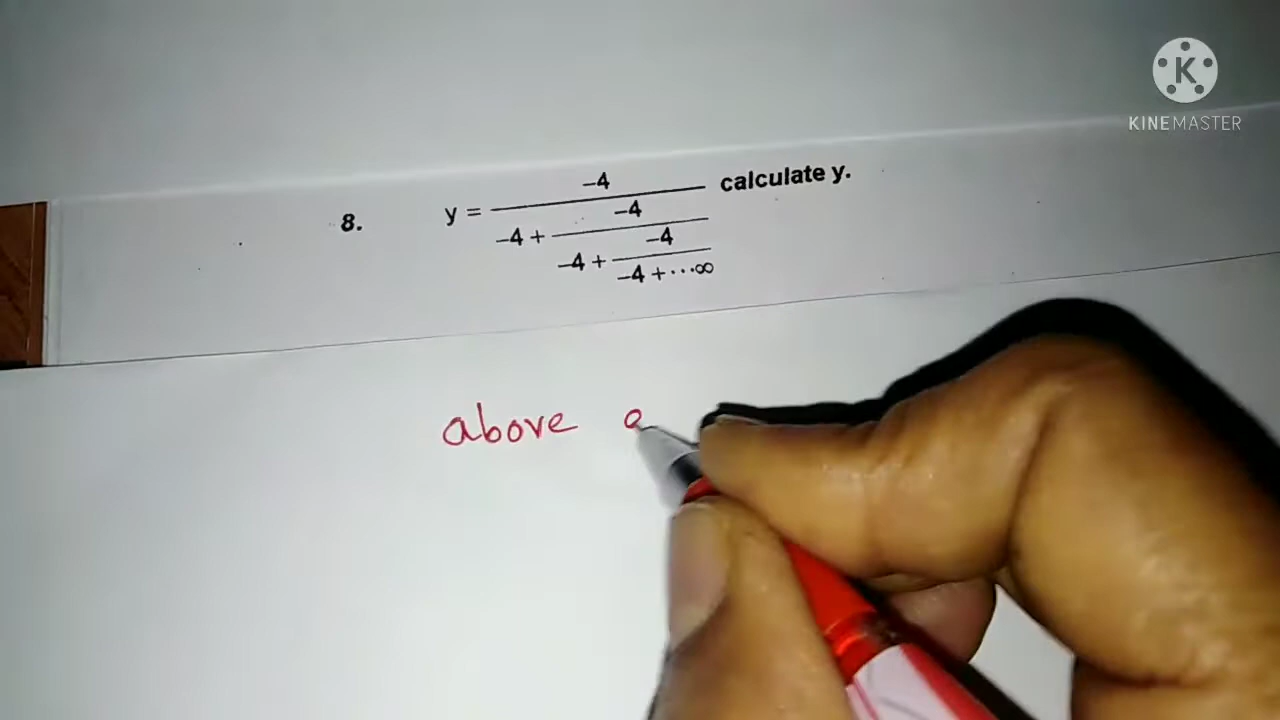 KINEMASTER
8. y = −4 / (−4 + −4 / (−4 + −4 / (−4 + ⋯∞))) calculate y.
above